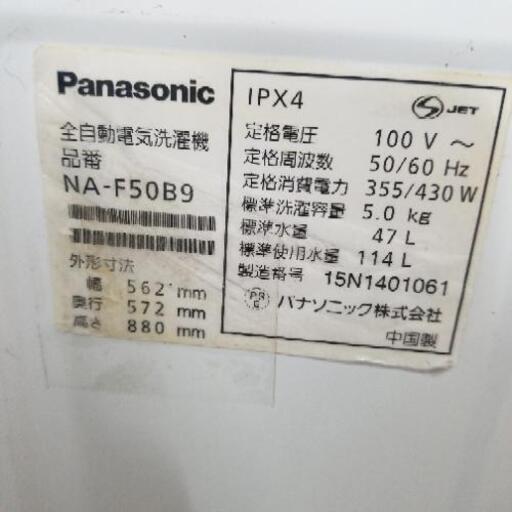 Panasonic
全自動電気洗濯機
品番
NA-F50B9
外形寸法
幅 562 mm
奥行 572 mm
高さ 880 mm
IPX4
S JET
定格電圧 100 V ～
定格周波数 50/60 Hz
定格消費電力 355/430 W
標準洗濯容量 5.0 kg
標準水量 47 L
標準使用水量 114 L
製造番号 15N1401061
PS E パナソニック株式会社
中国製